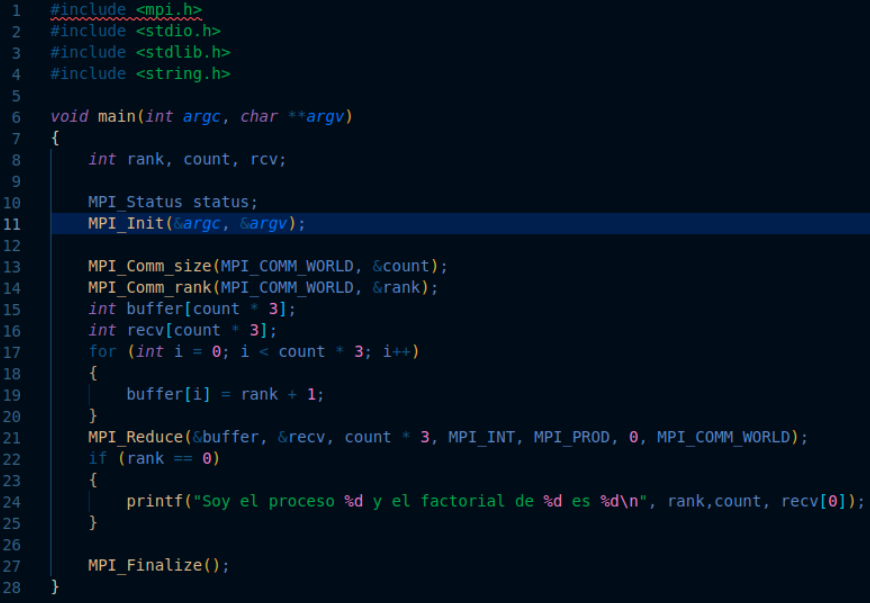 1 #include <mpi.h>
2 #include <stdio.h>
3 #include <stdlib.h>
4 #include <string.h>
5
6 void main(int argc, char **argv)
7 {
8     int rank, count, rcv;
9
10     MPI_Status status;
11     MPI_Init(&argc, &argv);
12
13     MPI_Comm_size(MPI_COMM_WORLD, &count);
14     MPI_Comm_rank(MPI_COMM_WORLD, &rank);
15     int buffer[count * 3];
16     int recv[count * 3];
17     for (int i = 0; i < count * 3; i++)
18     {
19         buffer[i] = rank + 1;
20     }
21     MPI_Reduce(&buffer, &recv, count * 3, MPI_INT, MPI_PROD, 0, MPI_COMM_WORLD);
22     if (rank == 0)
23     {
24         printf("Soy el proceso %d y el factorial de %d es %d\n", rank,count, recv[0]);
25     }
26
27     MPI_Finalize();
28 }